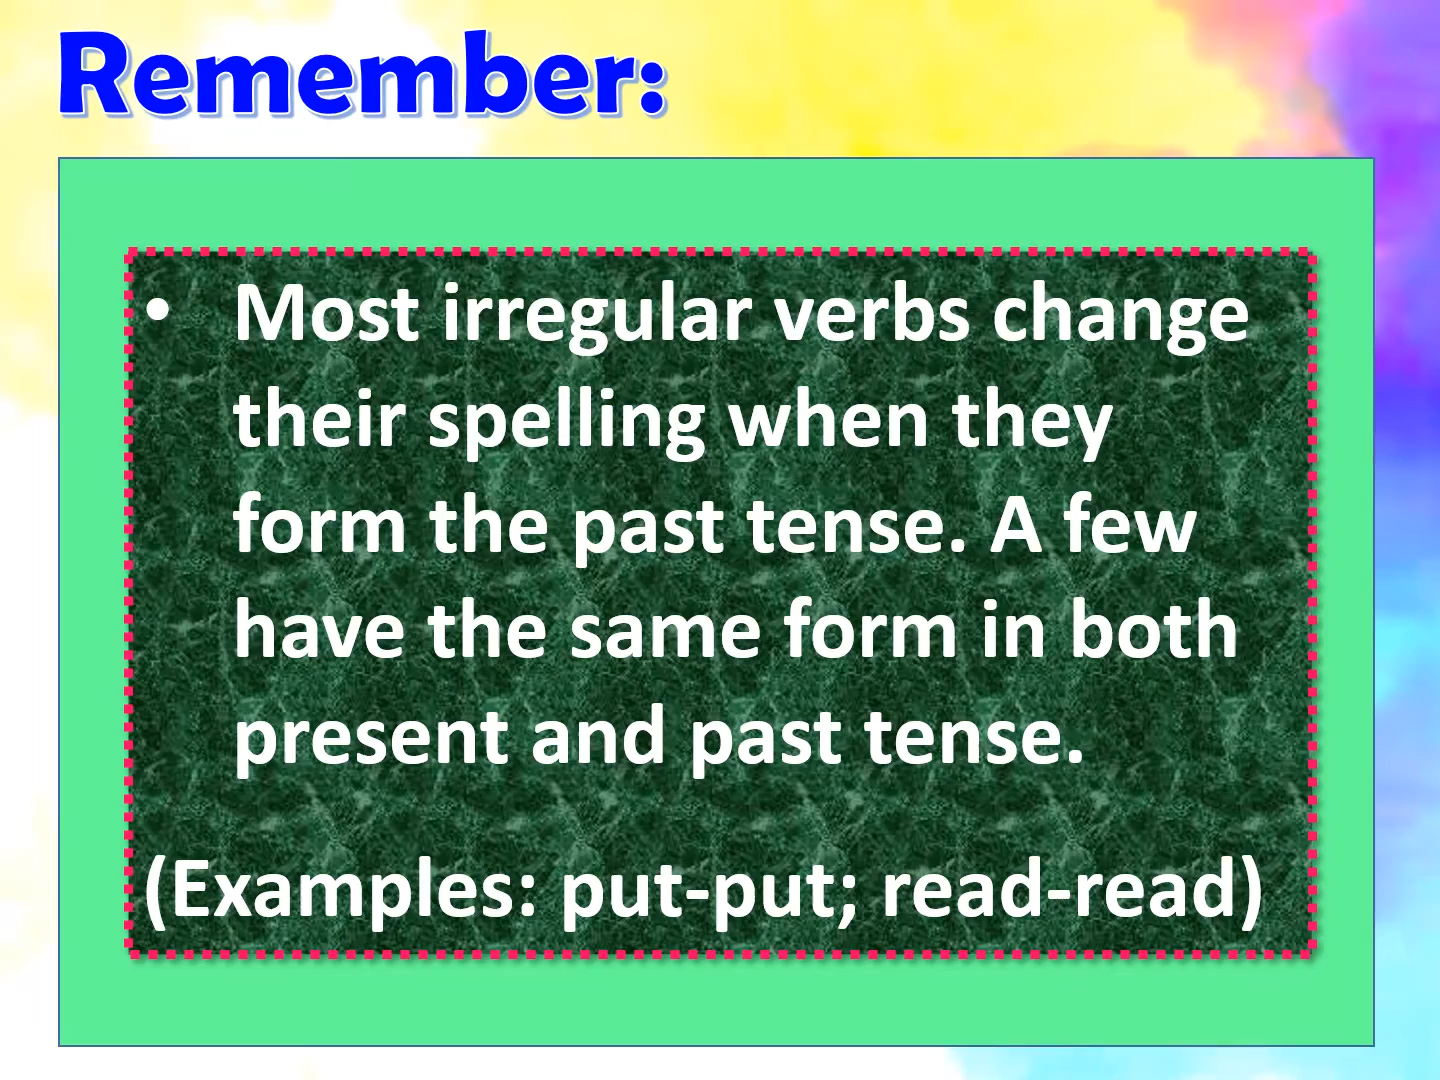 Remember:
• Most irregular verbs change
their spelling when they
form the past tense. A few
have the same form in both
present and past tense.
(Examples: put-put; read-read)